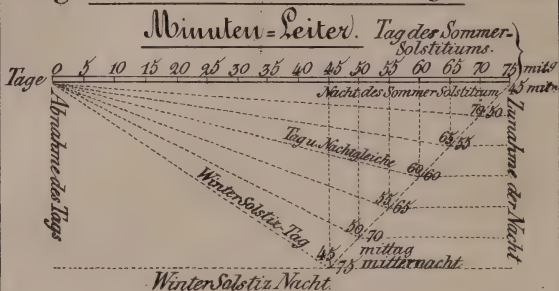 Minuten=Leiter.
Tag des Sommer-
Solstitiums.
Tage 0 5 10 15 20 25 30 35 40 45 50 55 60 65 70 75 mitg
45 mitn
Nacht des Sommer Solstitium
70 50
Tag u. Nachtgleiche
65 55
60 60
55 65
Winter Solstiz-Tag
50 70
45 mittag
75 mitternacht
Winter Solstiz Nacht.
Abnahme des Tags
Zunahme der Nacht